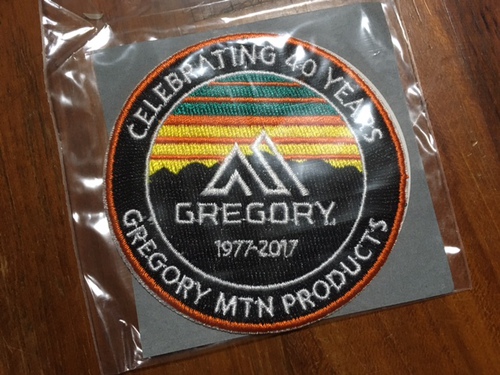 CELEBRATING 40 YEARS
GREGORY.
1977-2017
GREGORY MTN PRODUCTS